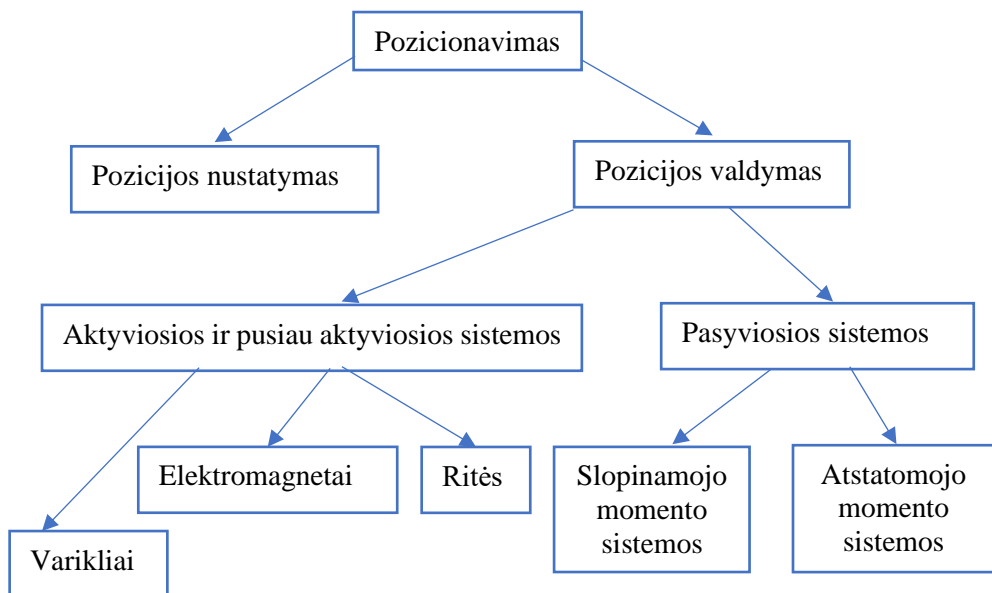 Pozicionavimas
Pozicijos nustatymas
Pozicijos valdymas
Aktyviosios ir pusiau aktyviosios sistemos
Pasyviosios sistemos
Elektromagnetai
Ritės
Slopinamojo
momento
sistemos
Atstatomojo
momento
sistemos
Varikliai